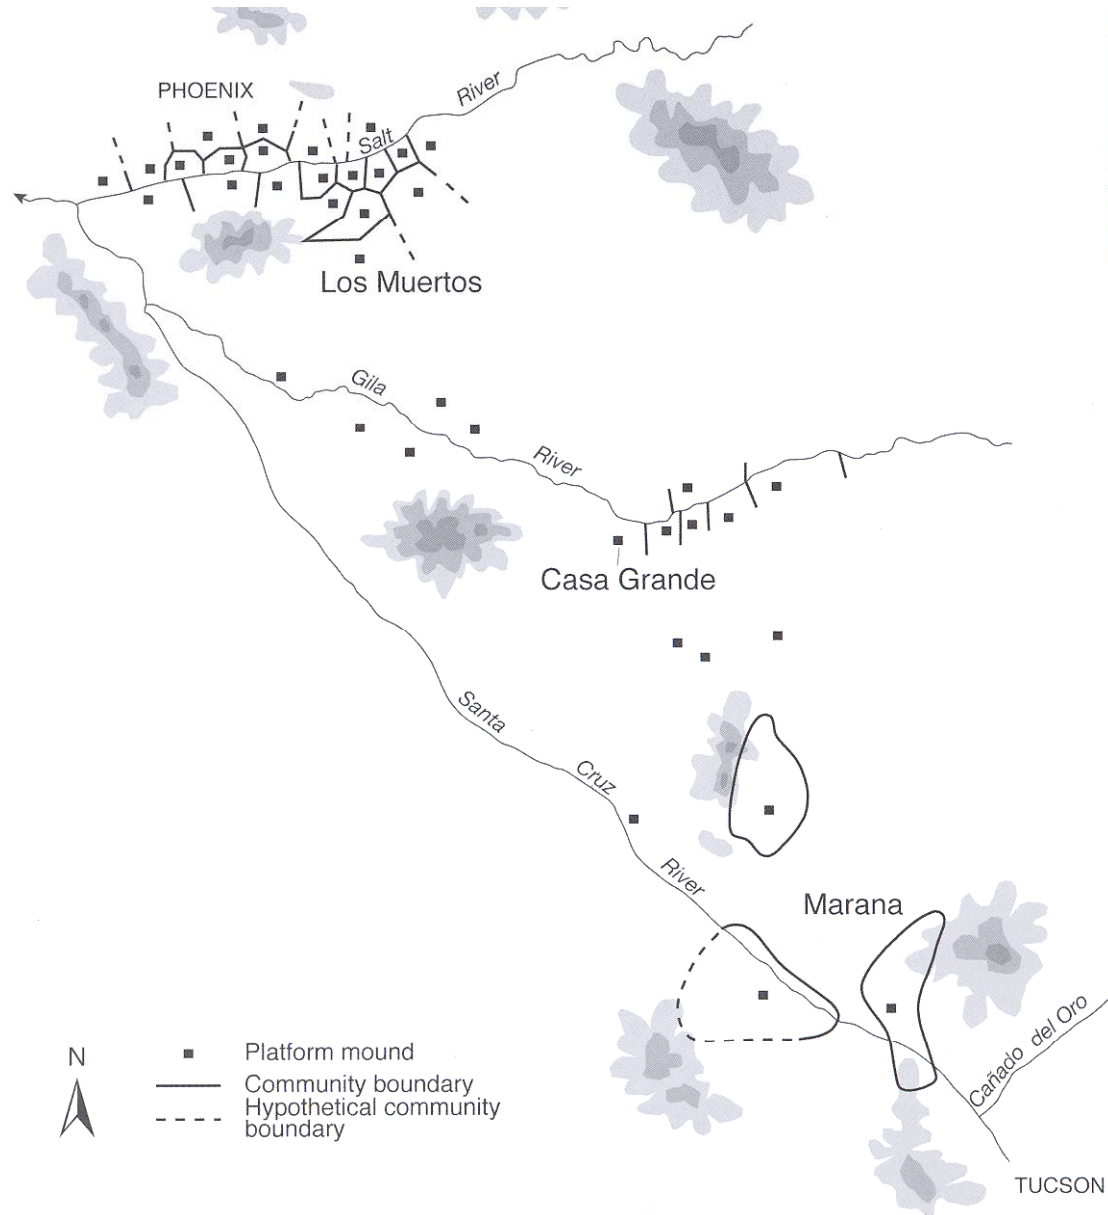 PHOENIX
River
Salt
Los Muertos
Gila
River
Casa Grande
Santa
Cruz
River
Marana
Cañado del Oro
N
Platform mound
Community boundary
Hypothetical community
boundary
TUCSON